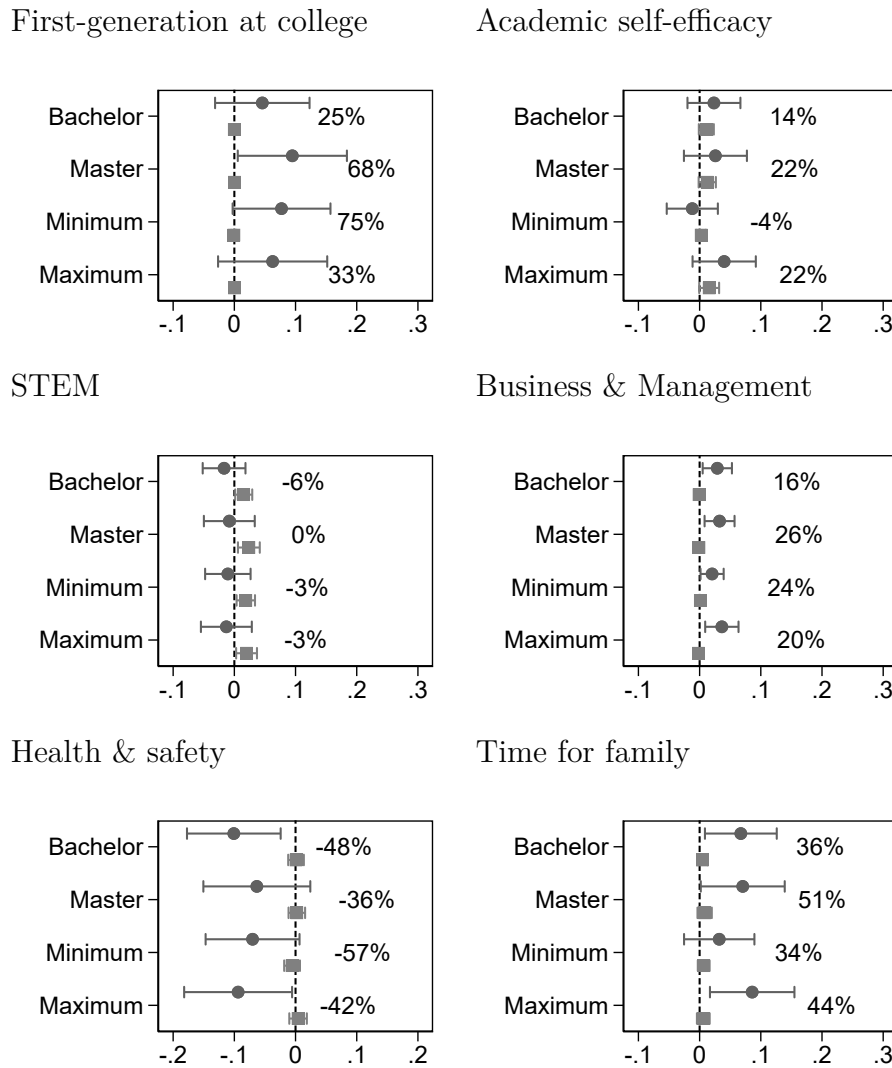 First-generation at college
Bachelor 25%
Master 68%
Minimum 75%
Maximum 33%
-.1 0 .1 .2 .3
Academic self-efficacy
Bachelor 14%
Master 22%
Minimum -4%
Maximum 22%
-.1 0 .1 .2 .3
STEM
Bachelor -6%
Master 0%
Minimum -3%
Maximum -3%
-.1 0 .1 .2 .3
Business & Management
Bachelor 16%
Master 26%
Minimum 24%
Maximum 20%
-.1 0 .1 .2 .3
Health & safety
Bachelor -48%
Master -36%
Minimum -57%
Maximum -42%
-.2 -.1 0 .1 .2
Time for family
Bachelor 36%
Master 51%
Minimum 34%
Maximum 44%
-.1 0 .1 .2 .3